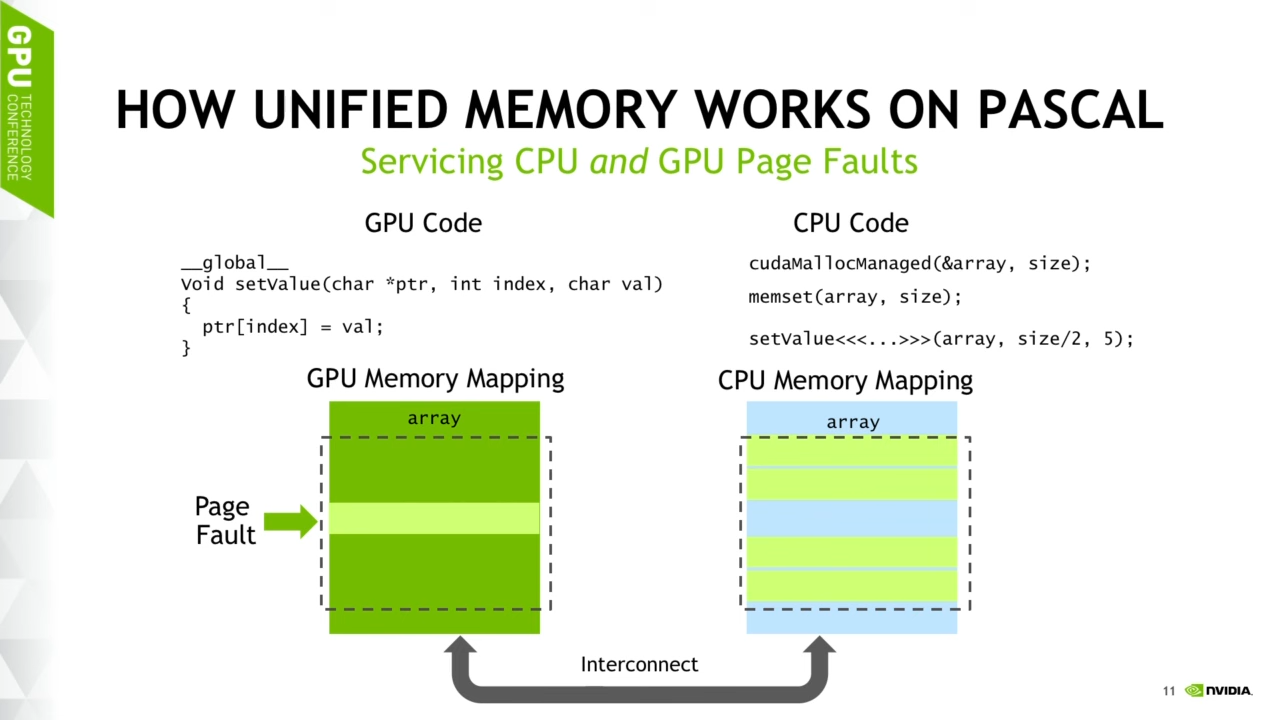 GPU TECHNOLOGY CONFERENCE
HOW UNIFIED MEMORY WORKS ON PASCAL
Servicing CPU and GPU Page Faults
GPU Code
__global__
Void setValue(char *ptr, int index, char val)
{
  ptr[index] = val;
}
CPU Code
cudaMallocManaged(&array, size);
memset(array, size);
setValue<<<...>>>(array, size/2, 5);
GPU Memory Mapping
array
Page
Fault
CPU Memory Mapping
array
Interconnect
11
NVIDIA.